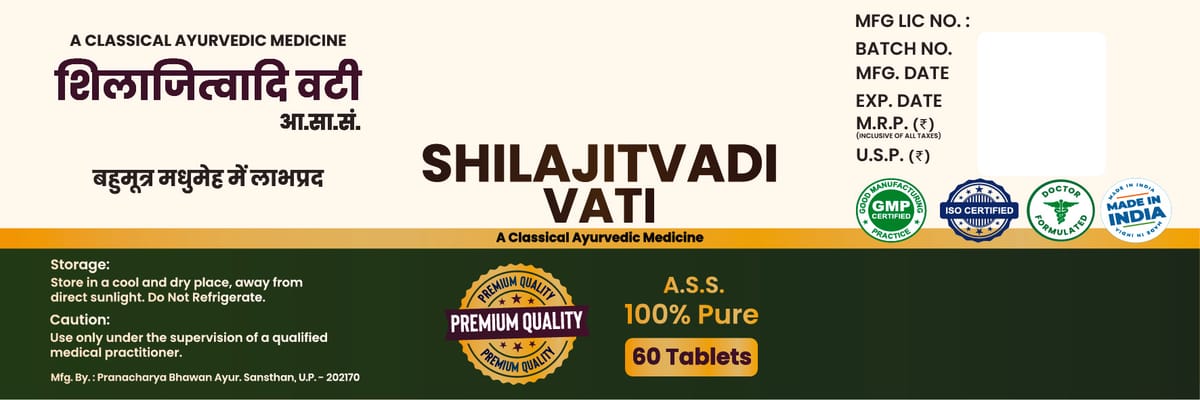 A CLASSICAL AYURVEDIC MEDICINE
शिलाजित्वादि वटी
आ.सा.सं.
बहुमूत्र मधुमेह में लाभप्रद
Storage:
Store in a cool and dry place, away from
direct sunlight. Do Not Refrigerate.
Caution:
Use only under the supervision of a qualified
medical practitioner.
Mfg. By. : Pranacharya Bhawan Ayur. Sansthan, U.P. - 202170
SHILAJITVADI
VATI
A Classical Ayurvedic Medicine
PREMIUM QUALITY
PREMIUM QUALITY
PREMIUM QUALITY
A.S.S.
100% Pure
60 Tablets
MFG LIC NO. :
BATCH NO.
MFG. DATE
EXP. DATE
M.R.P. (₹)
(INCLUSIVE OF ALL TAXES)
U.S.P. (₹)
GOOD MANUFACTURING
GMP
CERTIFIED
PRACTICE
ISO CERTIFIED
DOCTOR
FORMULATED
MADE IN INDIA
MADE IN
INDIA
MADE IN INDIA